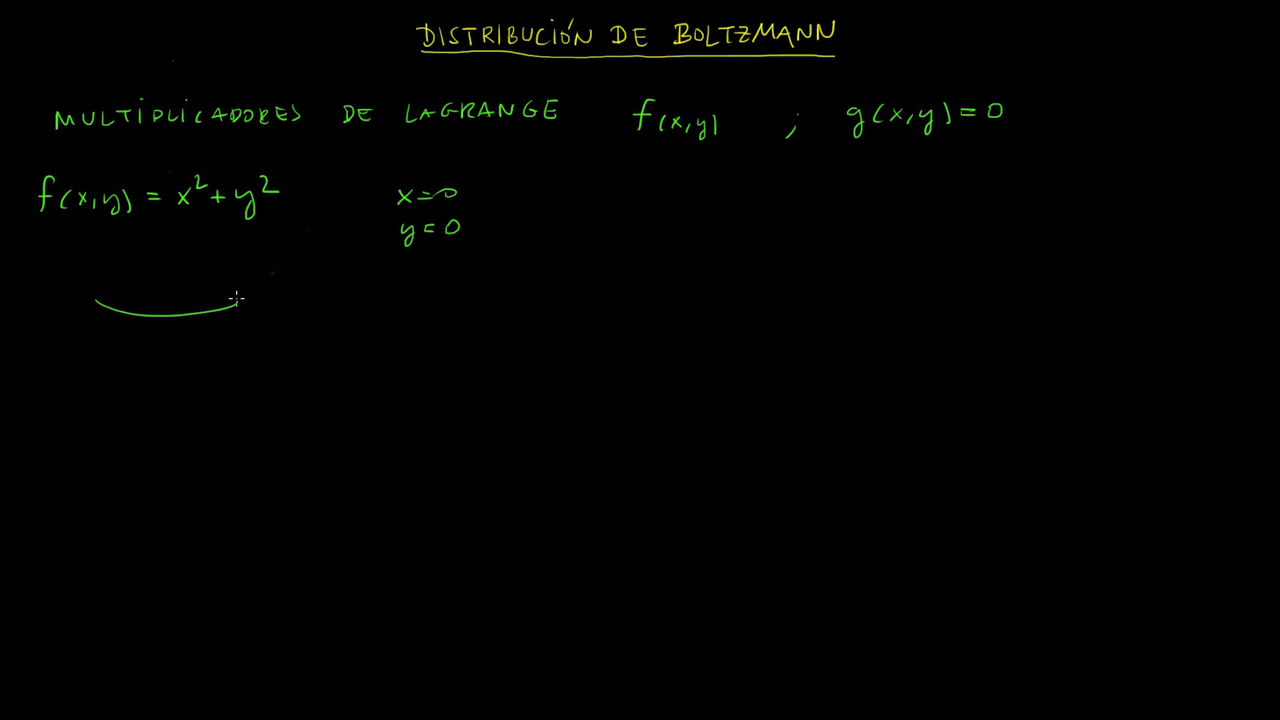 DISTRIBUCIÓN DE BOLTZMANN
MULTIPLICADORES DE LAGRANGE f(x,y) ; g(x,y) = 0
f(x,y) = x² + y² x = 0
y = 0